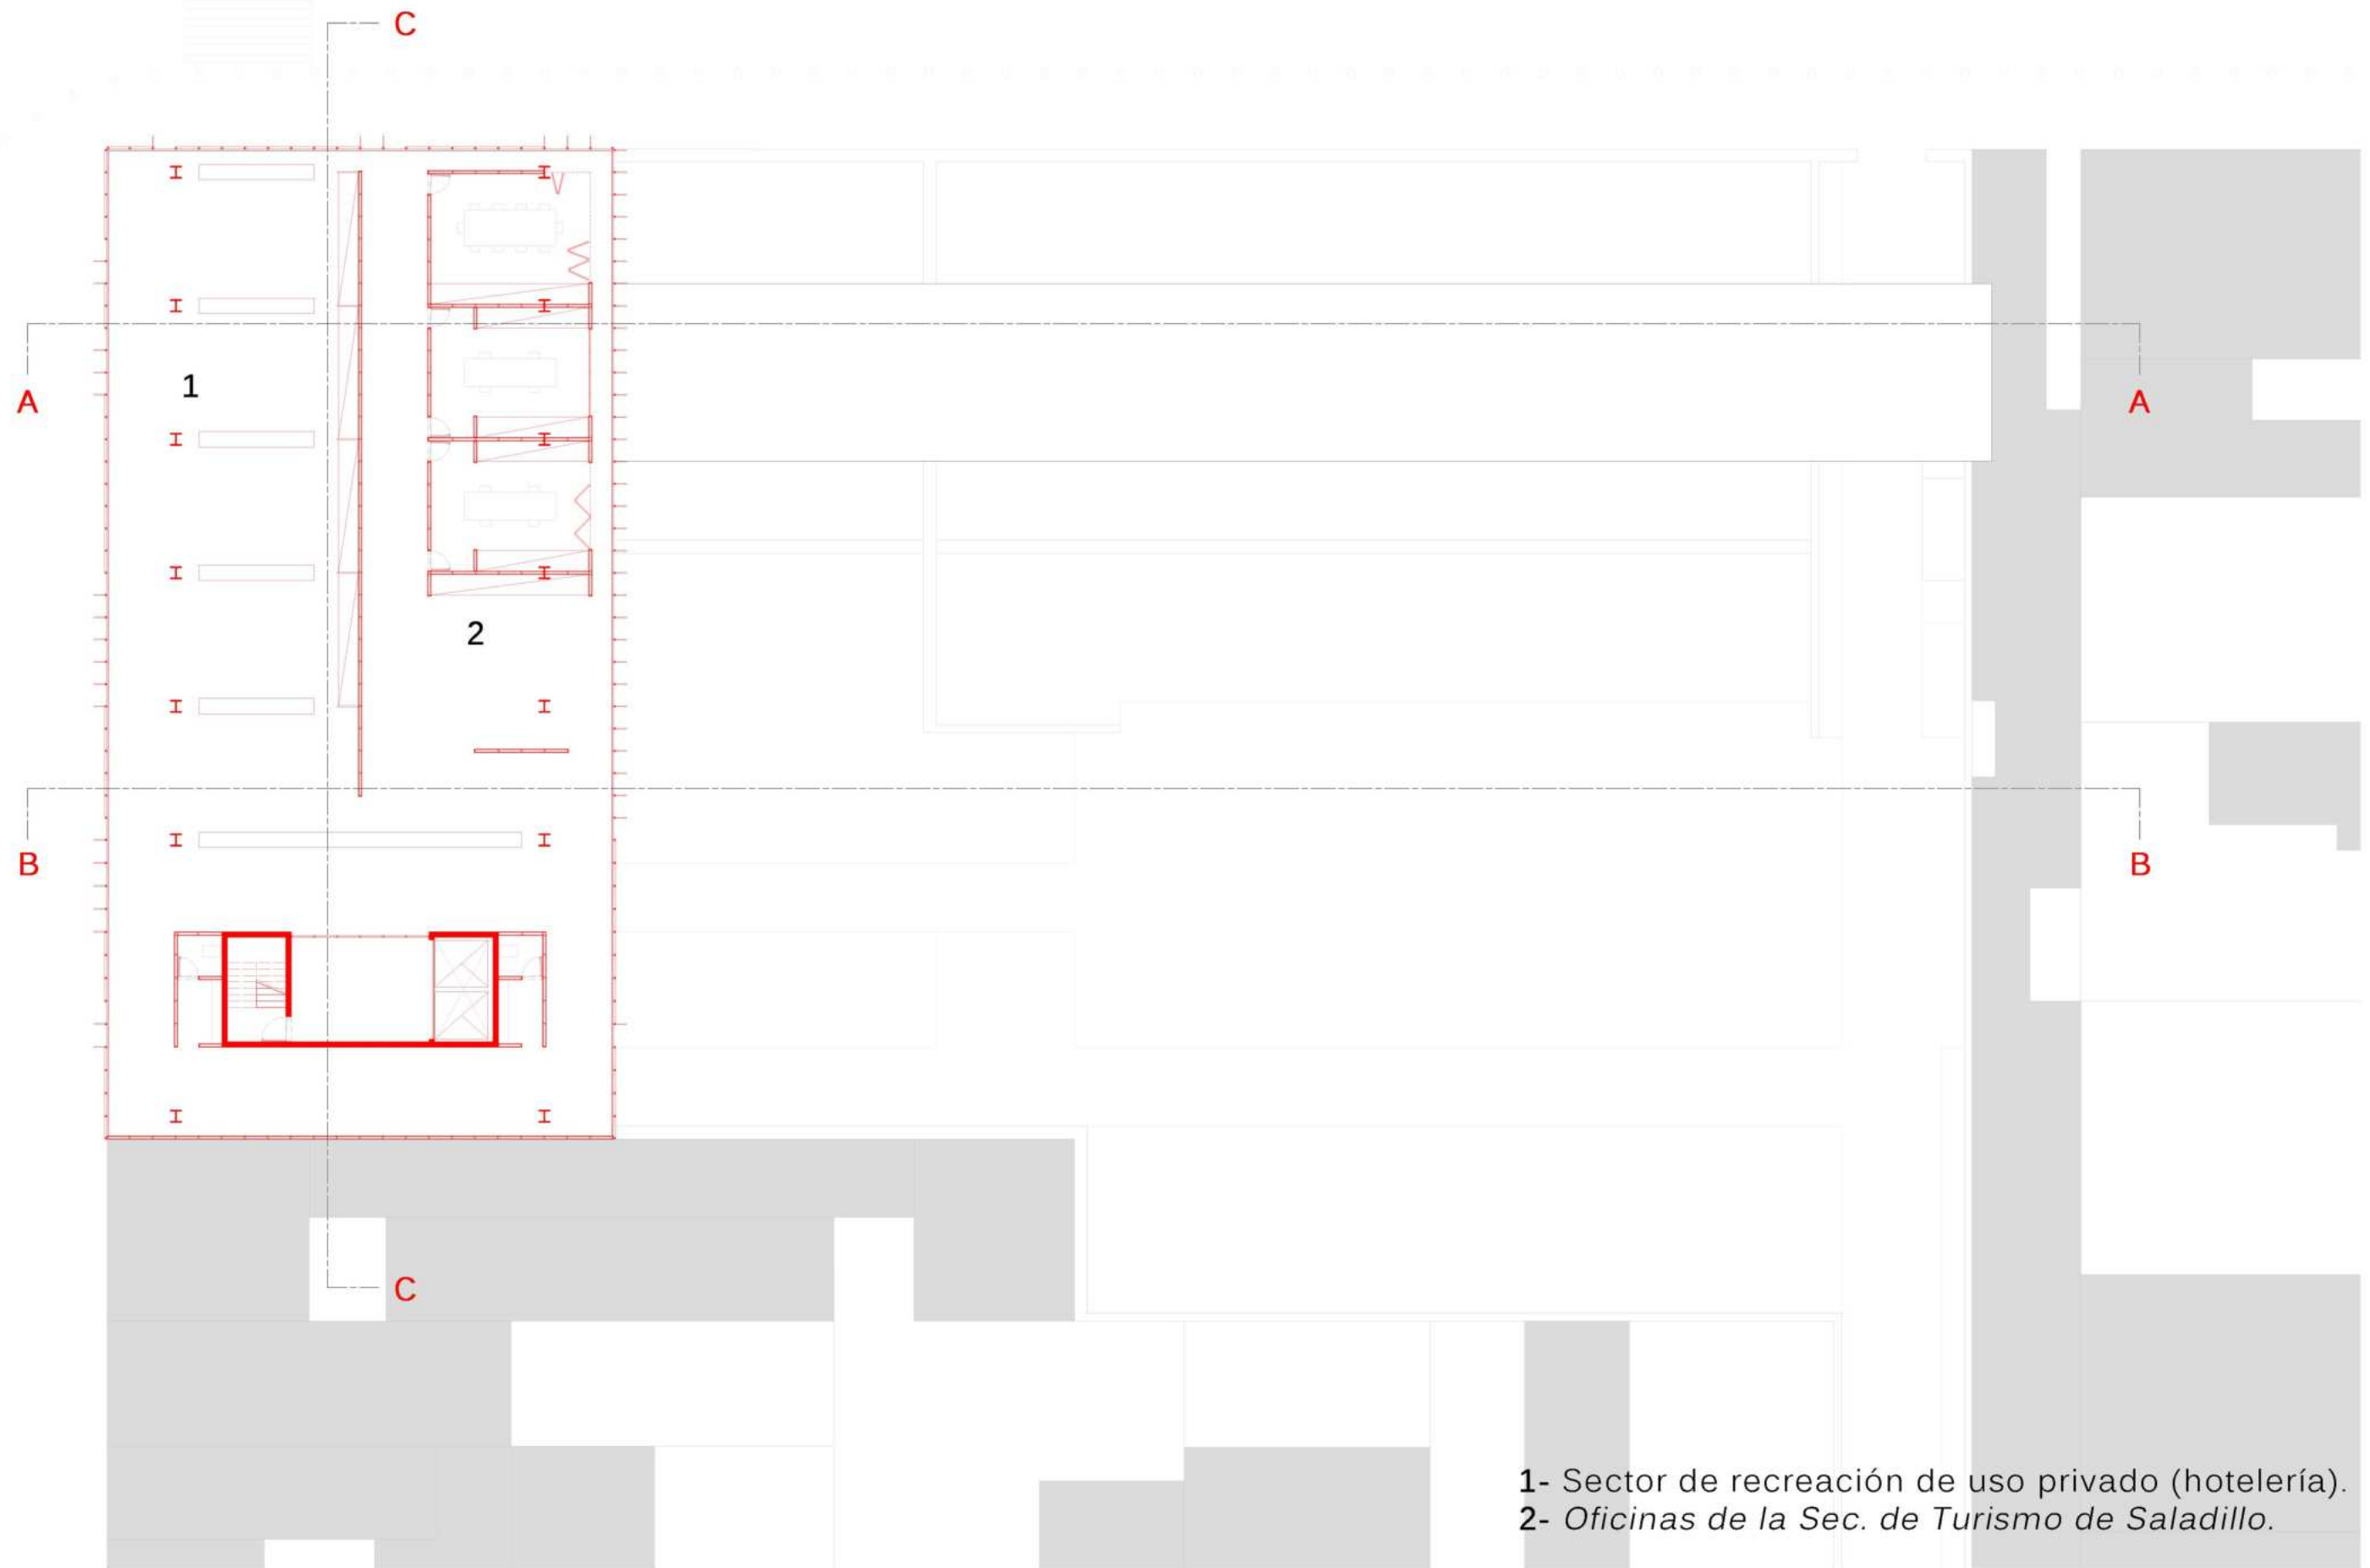 C
1
A
A
2
B
B
C
1- Sector de recreación de uso privado (hotelería).
2- Oficinas de la Sec. de Turismo de Saladillo.